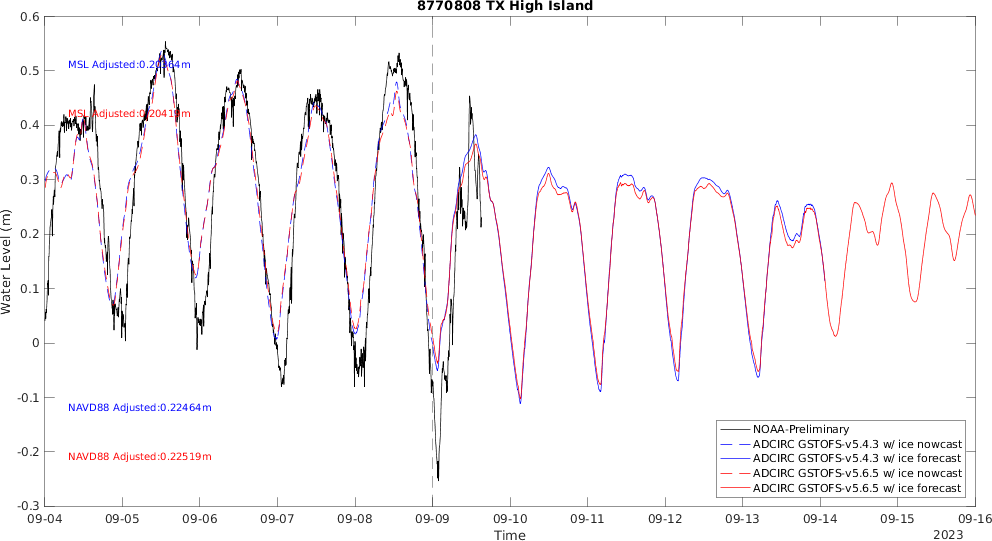 8770808 TX High Island
0.6
0.5
0.4
0.3
0.2
0.1
0
-0.1
-0.2
-0.3
Water Level (m)
MSL Adjusted:0.20364m
MSL Adjusted:0.20419m
NAVD88 Adjusted:0.22464m
NAVD88 Adjusted:0.22519m
NOAA-Preliminary
ADCIRC GSTOFS-v5.4.3 w/ ice nowcast
ADCIRC GSTOFS-v5.4.3 w/ ice forecast
ADCIRC GSTOFS-v5.6.5 w/ ice nowcast
ADCIRC GSTOFS-v5.6.5 w/ ice forecast
09-04 09-05 09-06 09-07 09-08 09-09 09-10 09-11 09-12 09-13 09-14 09-15 09-16
Time
2023